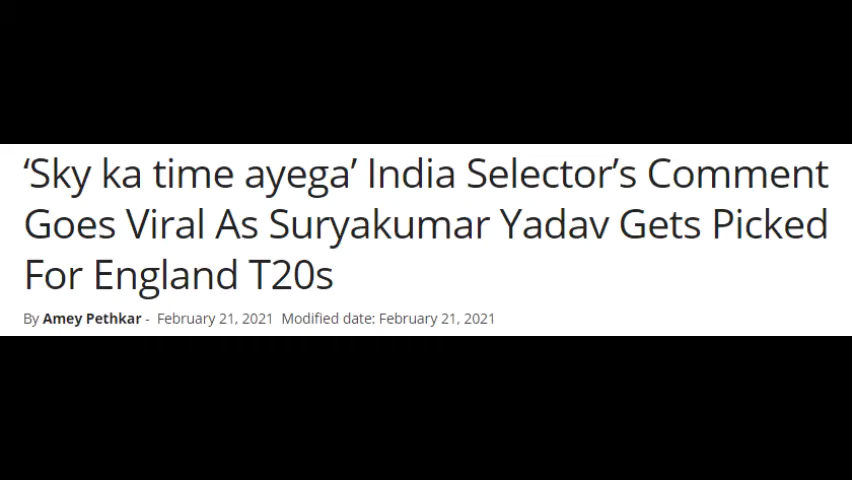 ‘Sky ka time ayega’ India Selector’s Comment
Goes Viral As Suryakumar Yadav Gets Picked
For England T20s
By Amey Pethkar - February 21, 2021 Modified date: February 21, 2021